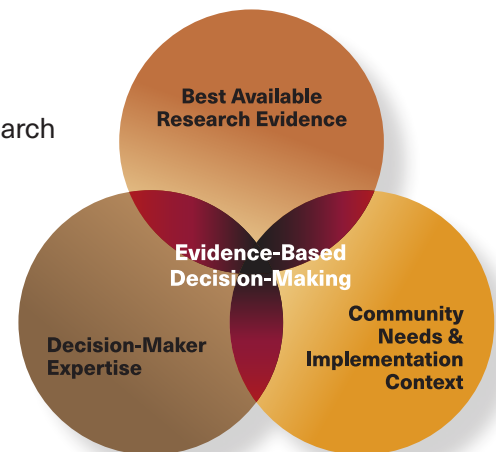 Best Available
Research Evidence
arch
Evidence-Based
Decision-Making
Decision-Maker
Expertise
Community
Needs &
Implementation
Context